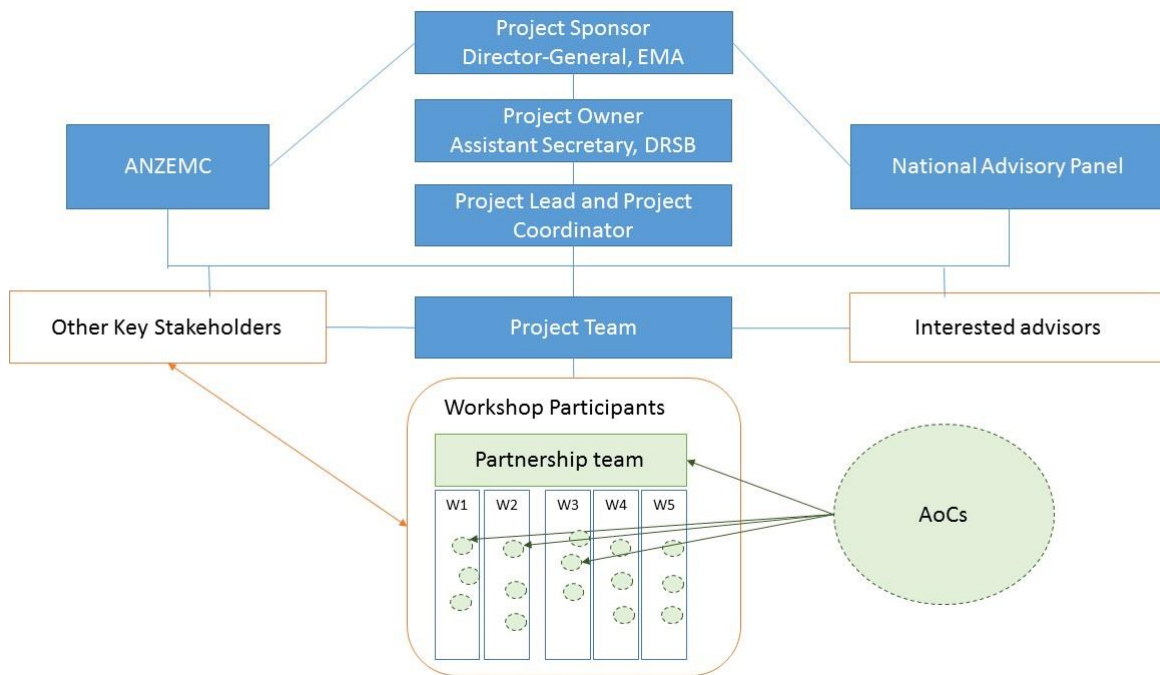 Project Sponsor
Director-General, EMA
Project Owner
Assistant Secretary, DRSB
ANZEMC
National Advisory Panel
Project Lead and Project
Coordinator
Other Key Stakeholders
Project Team
Interested advisors
Workshop Participants
Partnership team
W1
W2
W3
W4
W5
AoCs